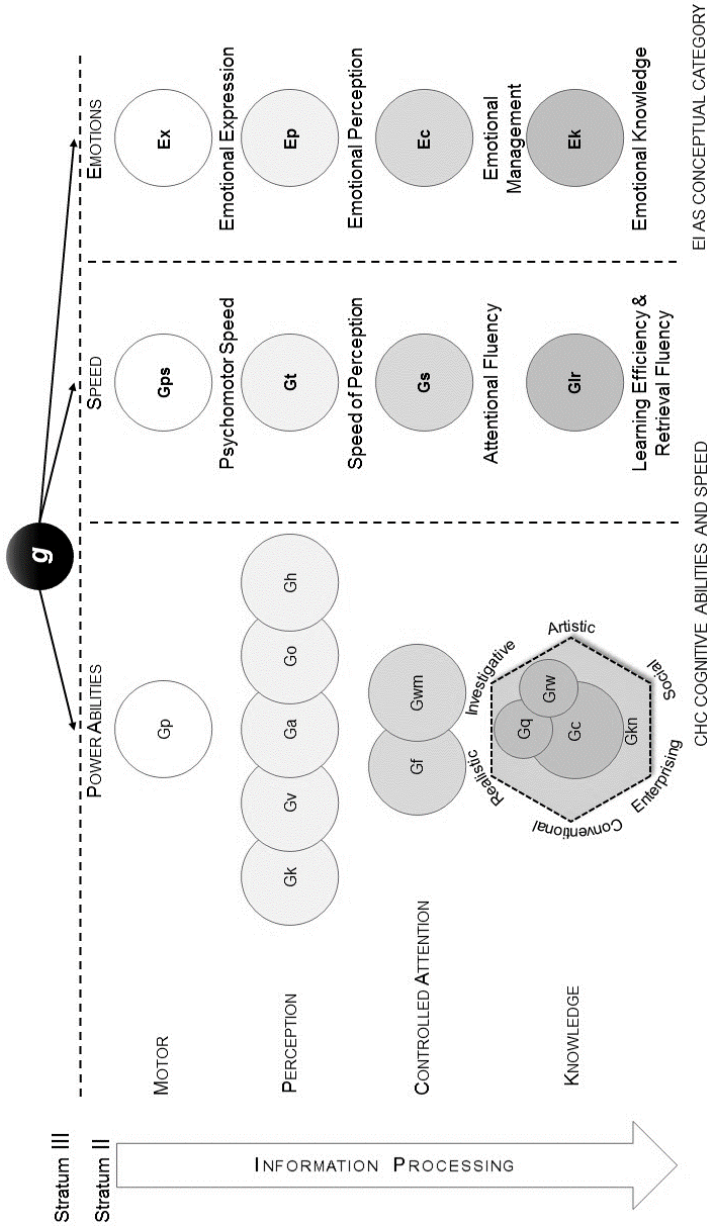 g
Stratum III
Stratum II
POWER ABILITIES
SPEED
EMOTIONS
INFORMATION PROCESSING
MOTOR
Gp
Gps
Psychomotor Speed
Ex
Emotional Expression
PERCEPTION
Gk
Gv
Ga
Go
Gh
Gt
Speed of Perception
Ep
Emotional Perception
CONTROLLED ATTENTION
Gf
Gwm
Gs
Attentional Fluency
Ec
Emotional
Management
KNOWLEDGE
Realistic
Investigative
Artistic
Social
Enterprising
Conventional
Gq
Grw
Gc
Gkn
Glr
Learning Efficiency &
Retrieval Fluency
Ek
Emotional Knowledge
CHC COGNITIVE ABILITIES AND SPEED
EI AS CONCEPTUAL CATEGORY